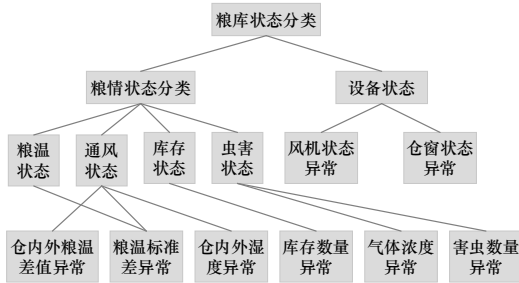 粮库状态分类
粮情状态分类
设备状态
粮温
状态
通风
状态
库存
状态
虫害
状态
风机状态
异常
仓窗状态
异常
仓内外粮温
差值异常
粮温标准
差异常
仓内外湿
度异常
库存数量
异常
气体浓度
异常
害虫数量
异常